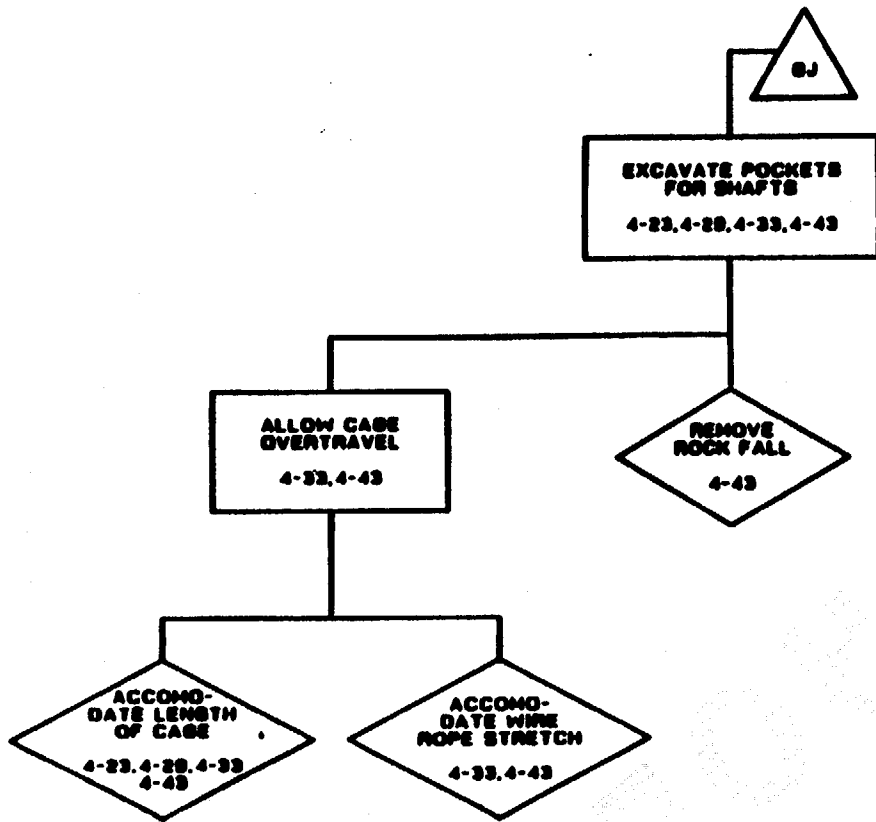 BJ
EXCAVATE POCKETS
FOR SHAFTS
4-23,4-29,4-33,4-43
ALLOW CAGE
OVERTRAVEL
4-33,4-43
REMOVE
ROCK FALL
4-43
ACCOMO-
DATE LENGTH
OF CAGE
4-23,4-29,4-33
4-43
ACCOMO-
DATE WIRE
ROPE STRETCH
4-33,4-43